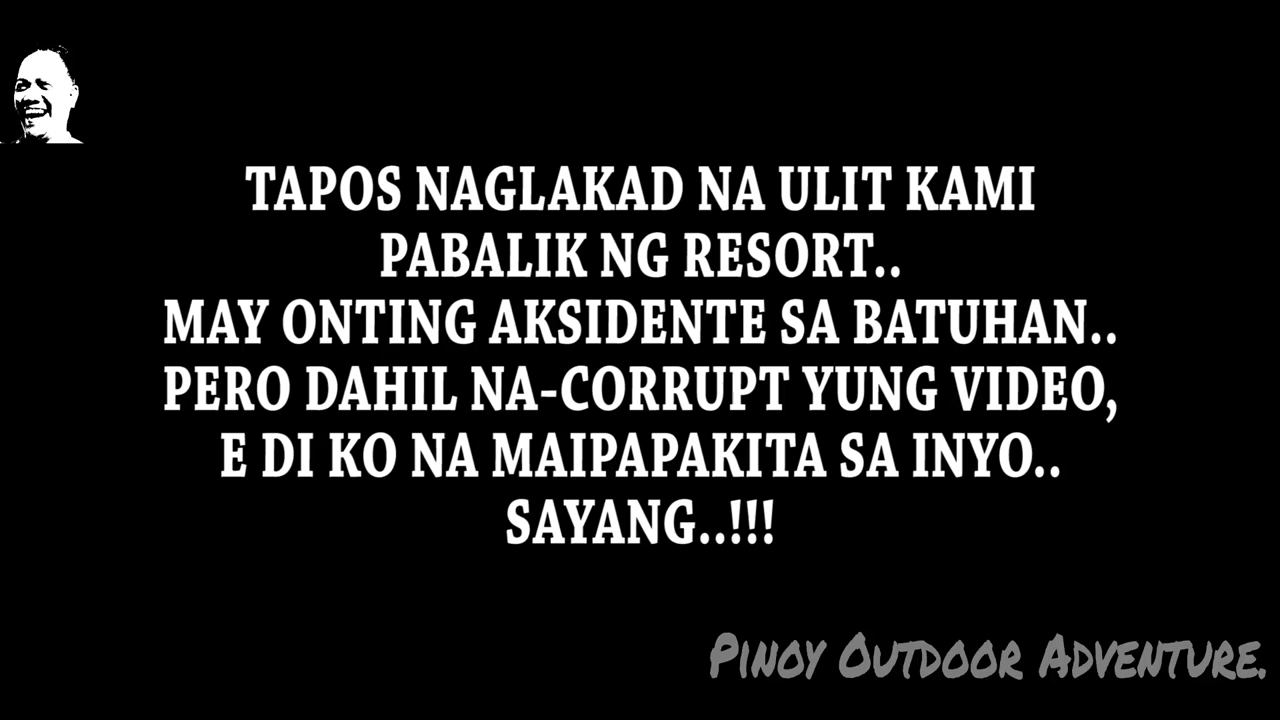 TAPOS NAGLAKAD NA ULIT KAMI
PABALIK NG RESORT..
MAY ONTING AKSIDENTE SA BATUHAN..
PERO DAHIL NA-CORRUPT YUNG VIDEO,
E DI KO NA MAIPAPAKITA SA INYO..
SAYANG..!!!
PINOY OUTDOOR ADVENTURE.